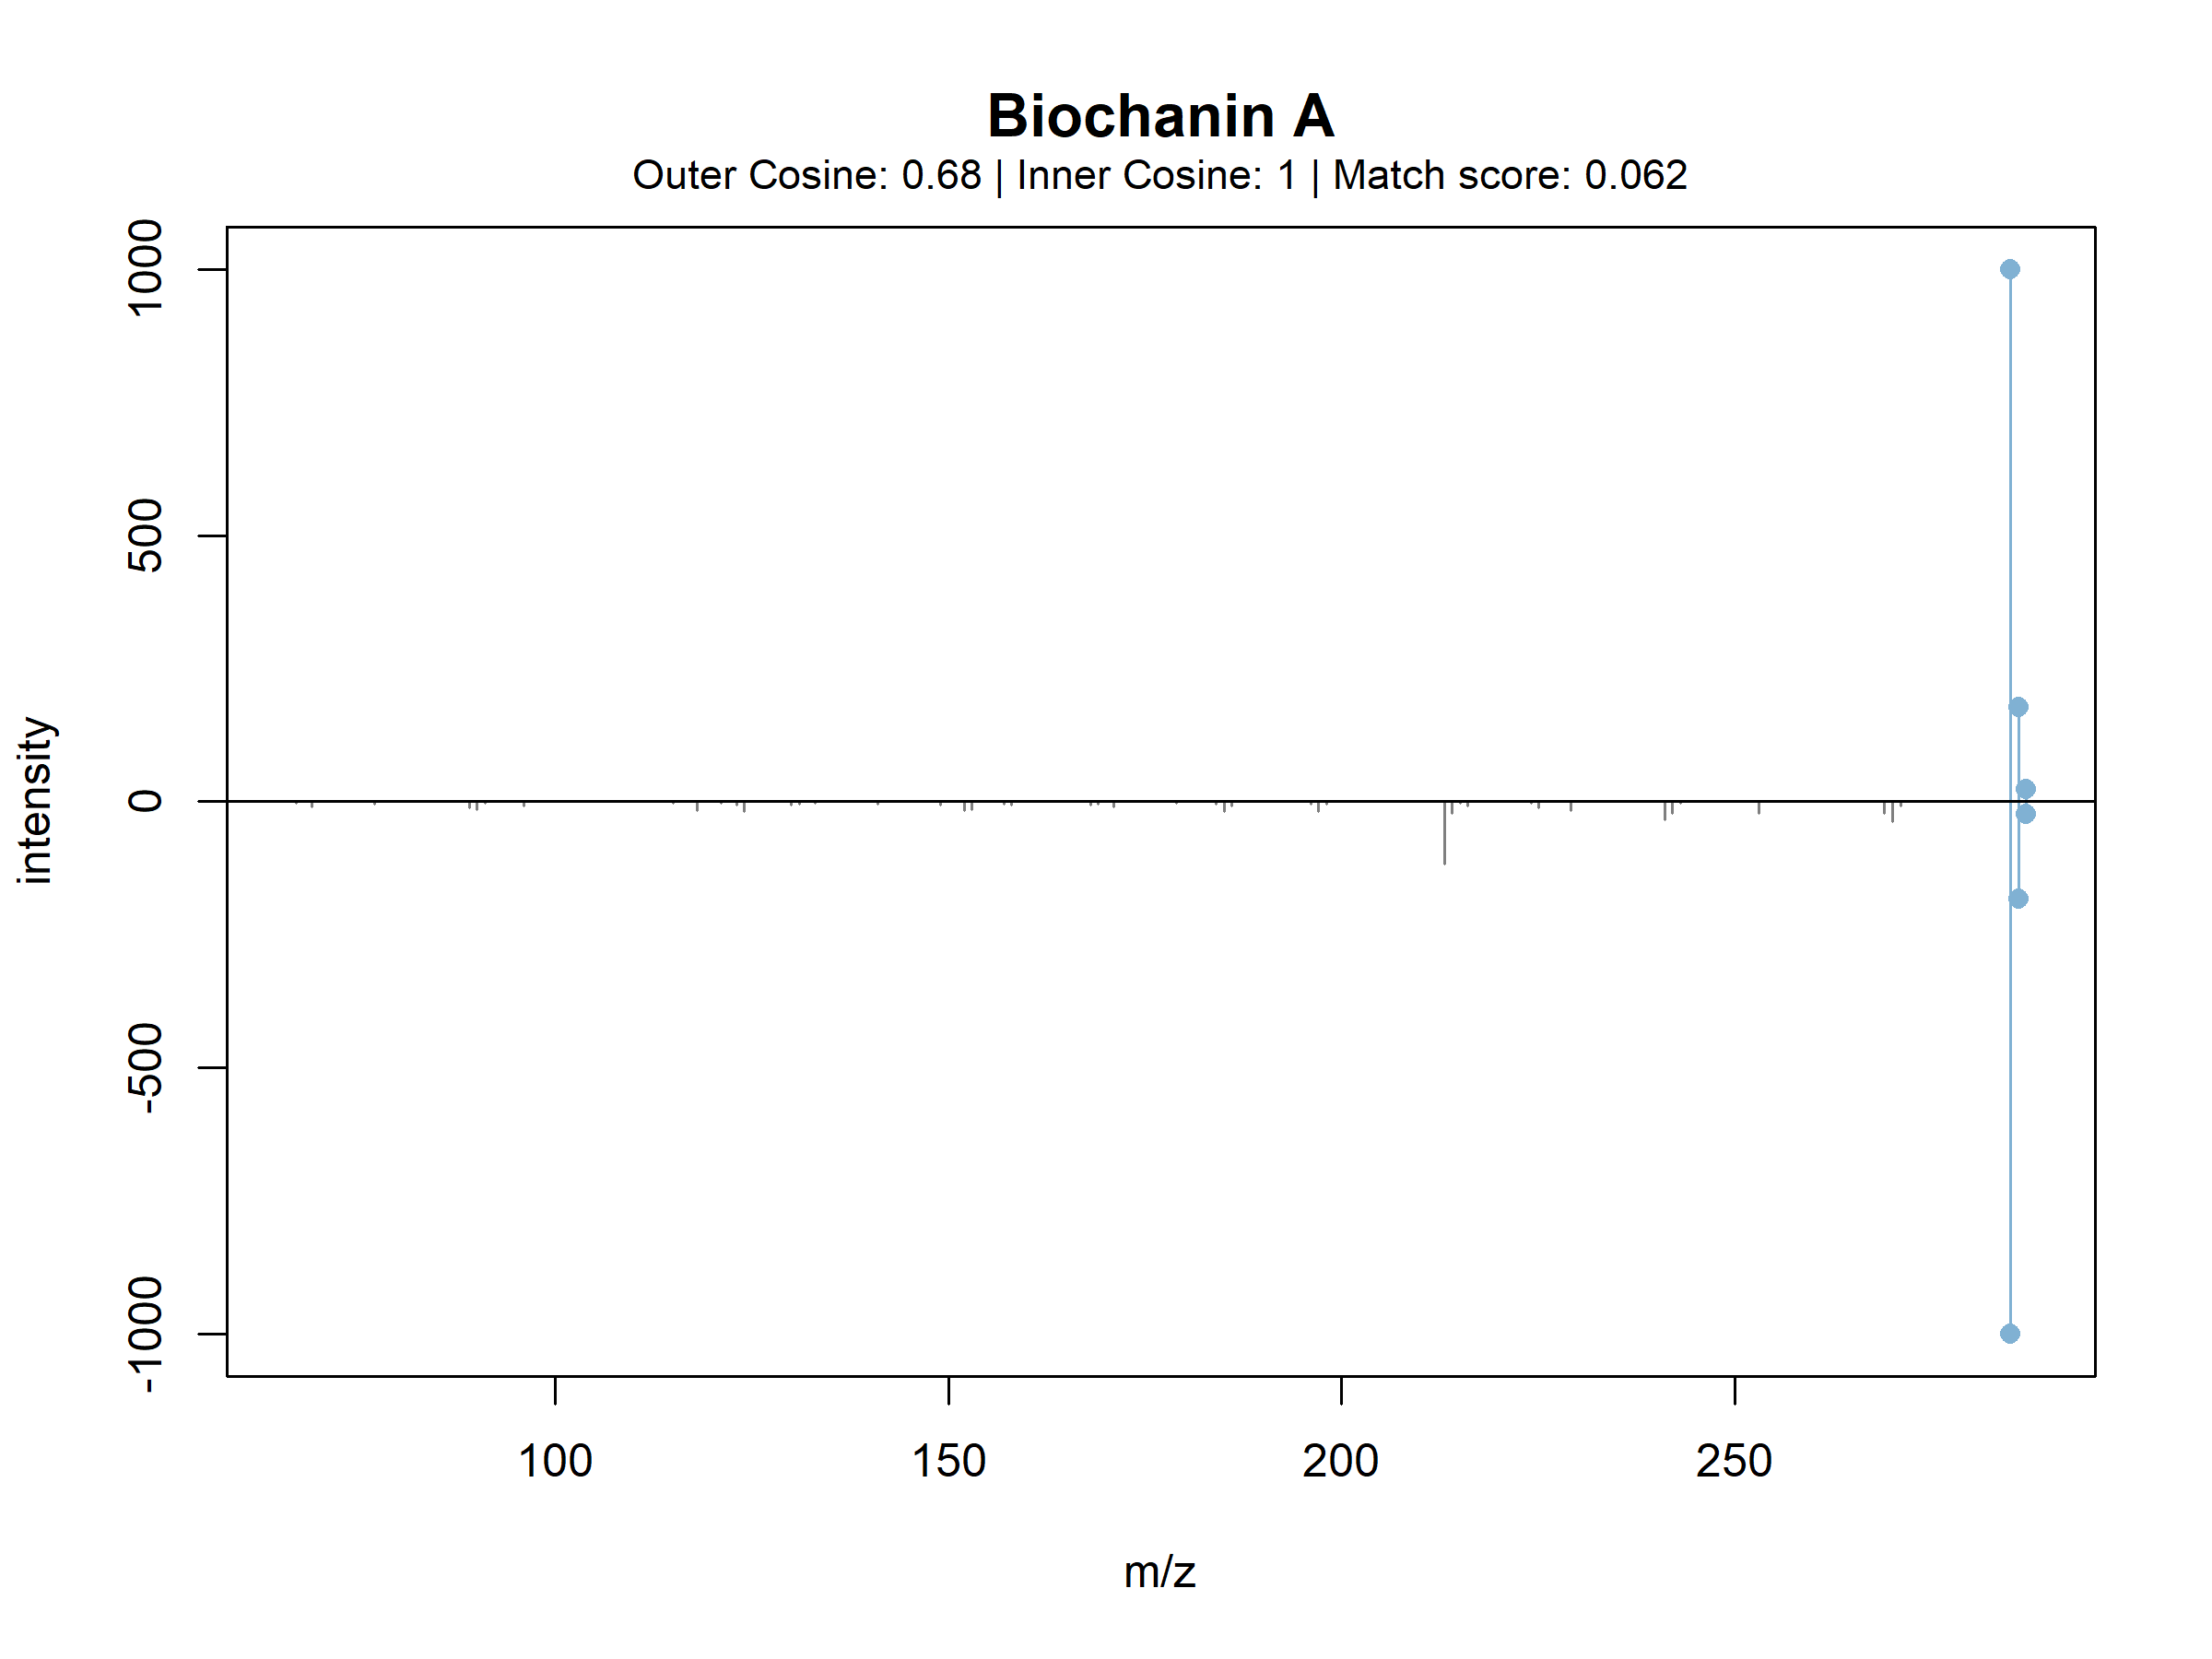 Biochanin A
Outer Cosine: 0.68 | Inner Cosine: 1 | Match score: 0.062
1000
500
0
-500
-1000
intensity
100 150 200 250
m/z